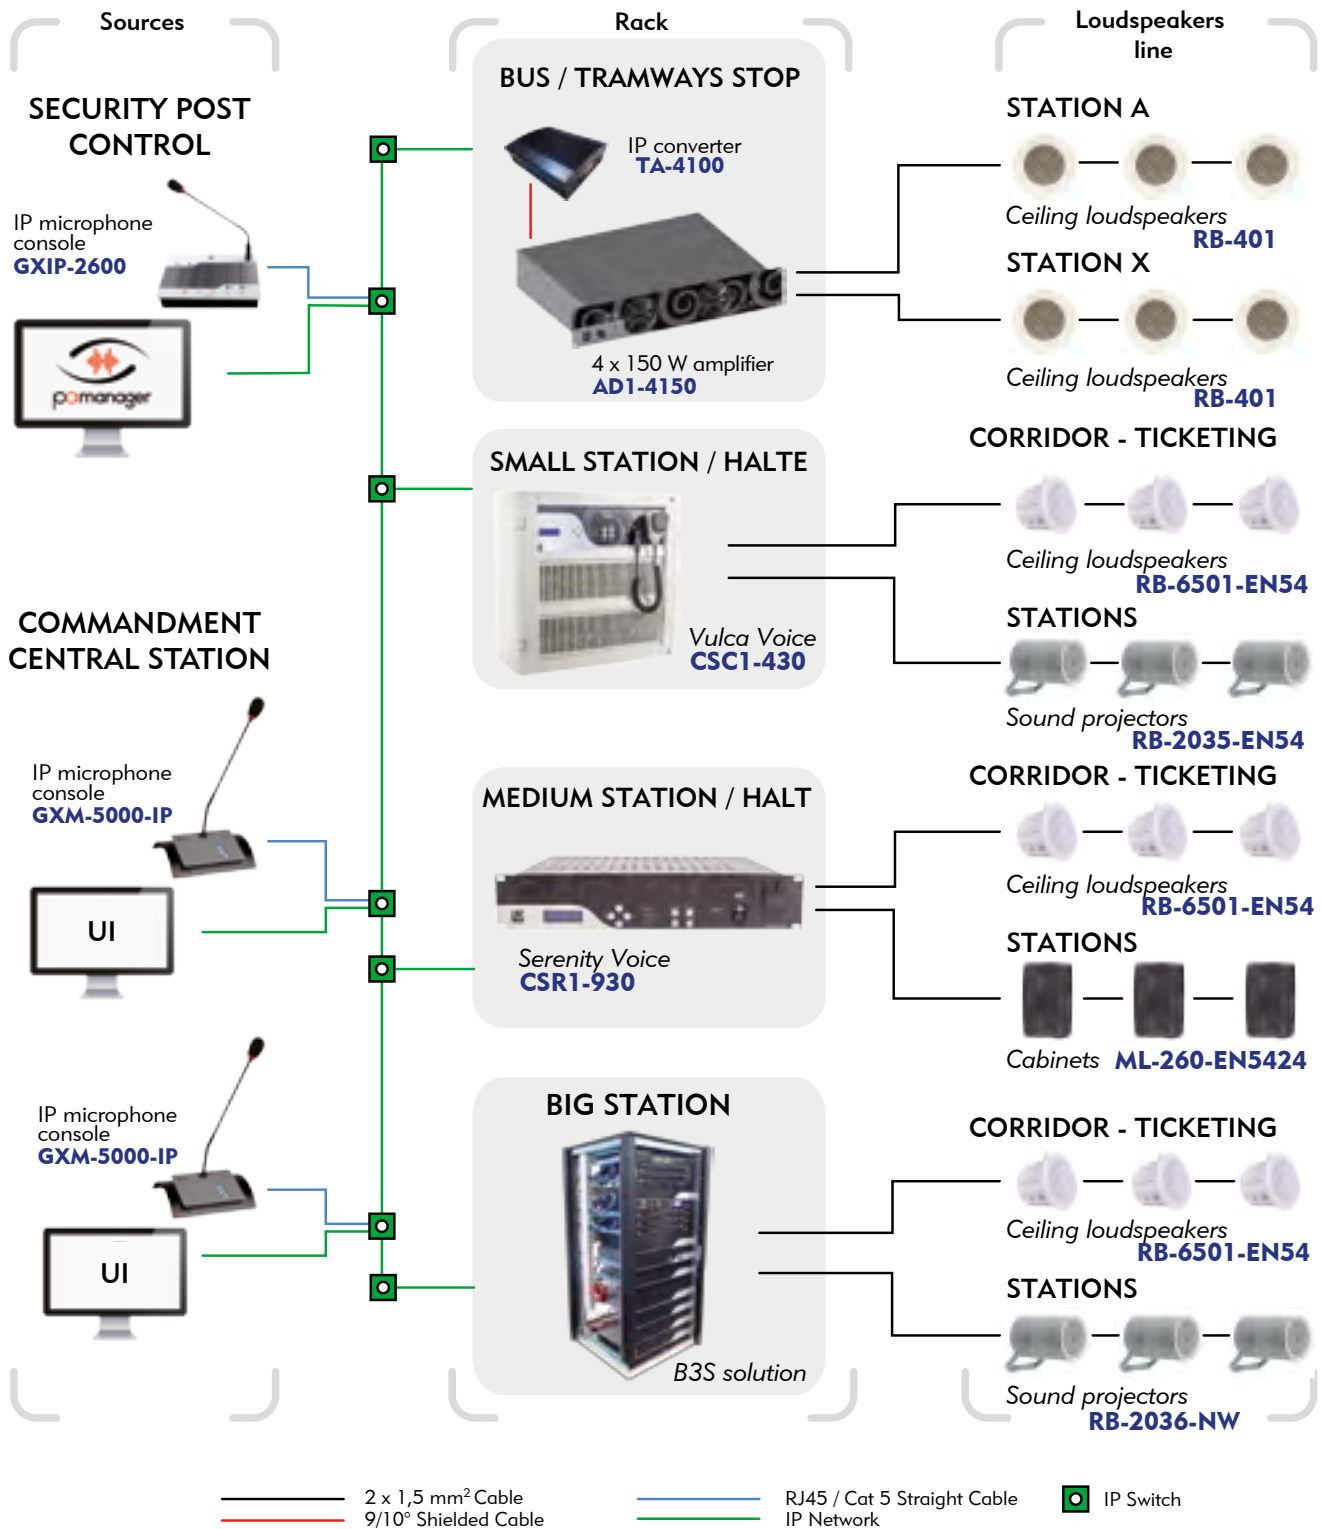 Sources
Rack
Loudspeakers
line
SECURITY POST
CONTROL
IP microphone
console
GXIP-2600
pamanager
COMMANDMENT
CENTRAL STATION
IP microphone
console
GXM-5000-IP
UI
IP microphone
console
GXM-5000-IP
UI
BUS / TRAMWAYS STOP
IP converter
TA-4100
4 x 150 W amplifier
AD1-4150
SMALL STATION / HALTE
Vulca Voice
CSC1-430
MEDIUM STATION / HALT
Serenity Voice
CSR1-930
BIG STATION
B3S solution
STATION A
Ceiling loudspeakers
RB-401
STATION X
Ceiling loudspeakers
RB-401
CORRIDOR - TICKETING
Ceiling loudspeakers
RB-6501-EN54
STATIONS
Sound projectors
RB-2035-EN54
CORRIDOR - TICKETING
Ceiling loudspeakers
RB-6501-EN54
STATIONS
Cabinets ML-260-EN5424
CORRIDOR - TICKETING
Ceiling loudspeakers
RB-6501-EN54
STATIONS
Sound projectors
RB-2036-NW
2 x 1,5 mm² Cable
9/10° Shielded Cable
RJ45 / Cat 5 Straight Cable
IP Network
IP Switch